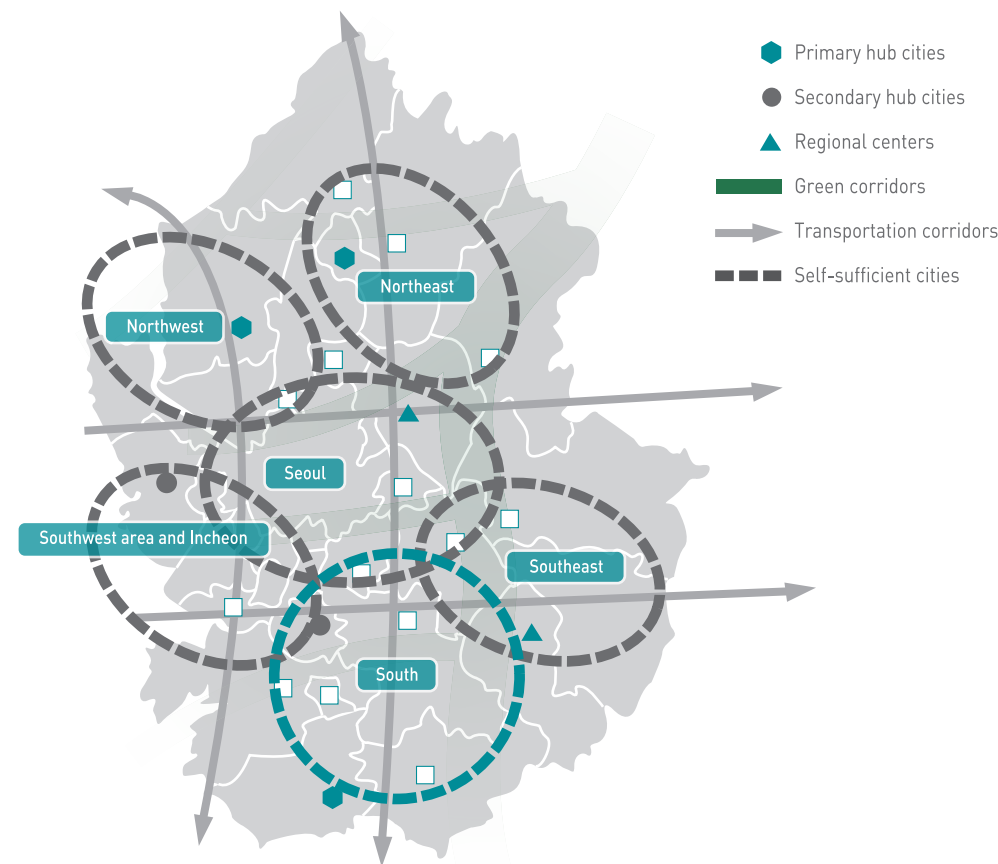 Primary hub cities
Secondary hub cities
Regional centers
Green corridors
Transportation corridors
Self-sufficient cities
Northeast
Northwest
Seoul
Southwest area and Incheon
Southeast
South